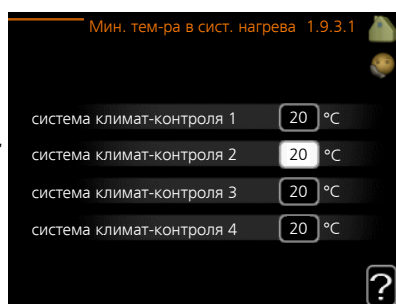 Мин. тем-ра в сист. нагрева 1.9.3.1
система климат-контроля 1 20 °C
система климат-контроля 2 20 °C
система климат-контроля 3 20 °C
система климат-контроля 4 20 °C
?